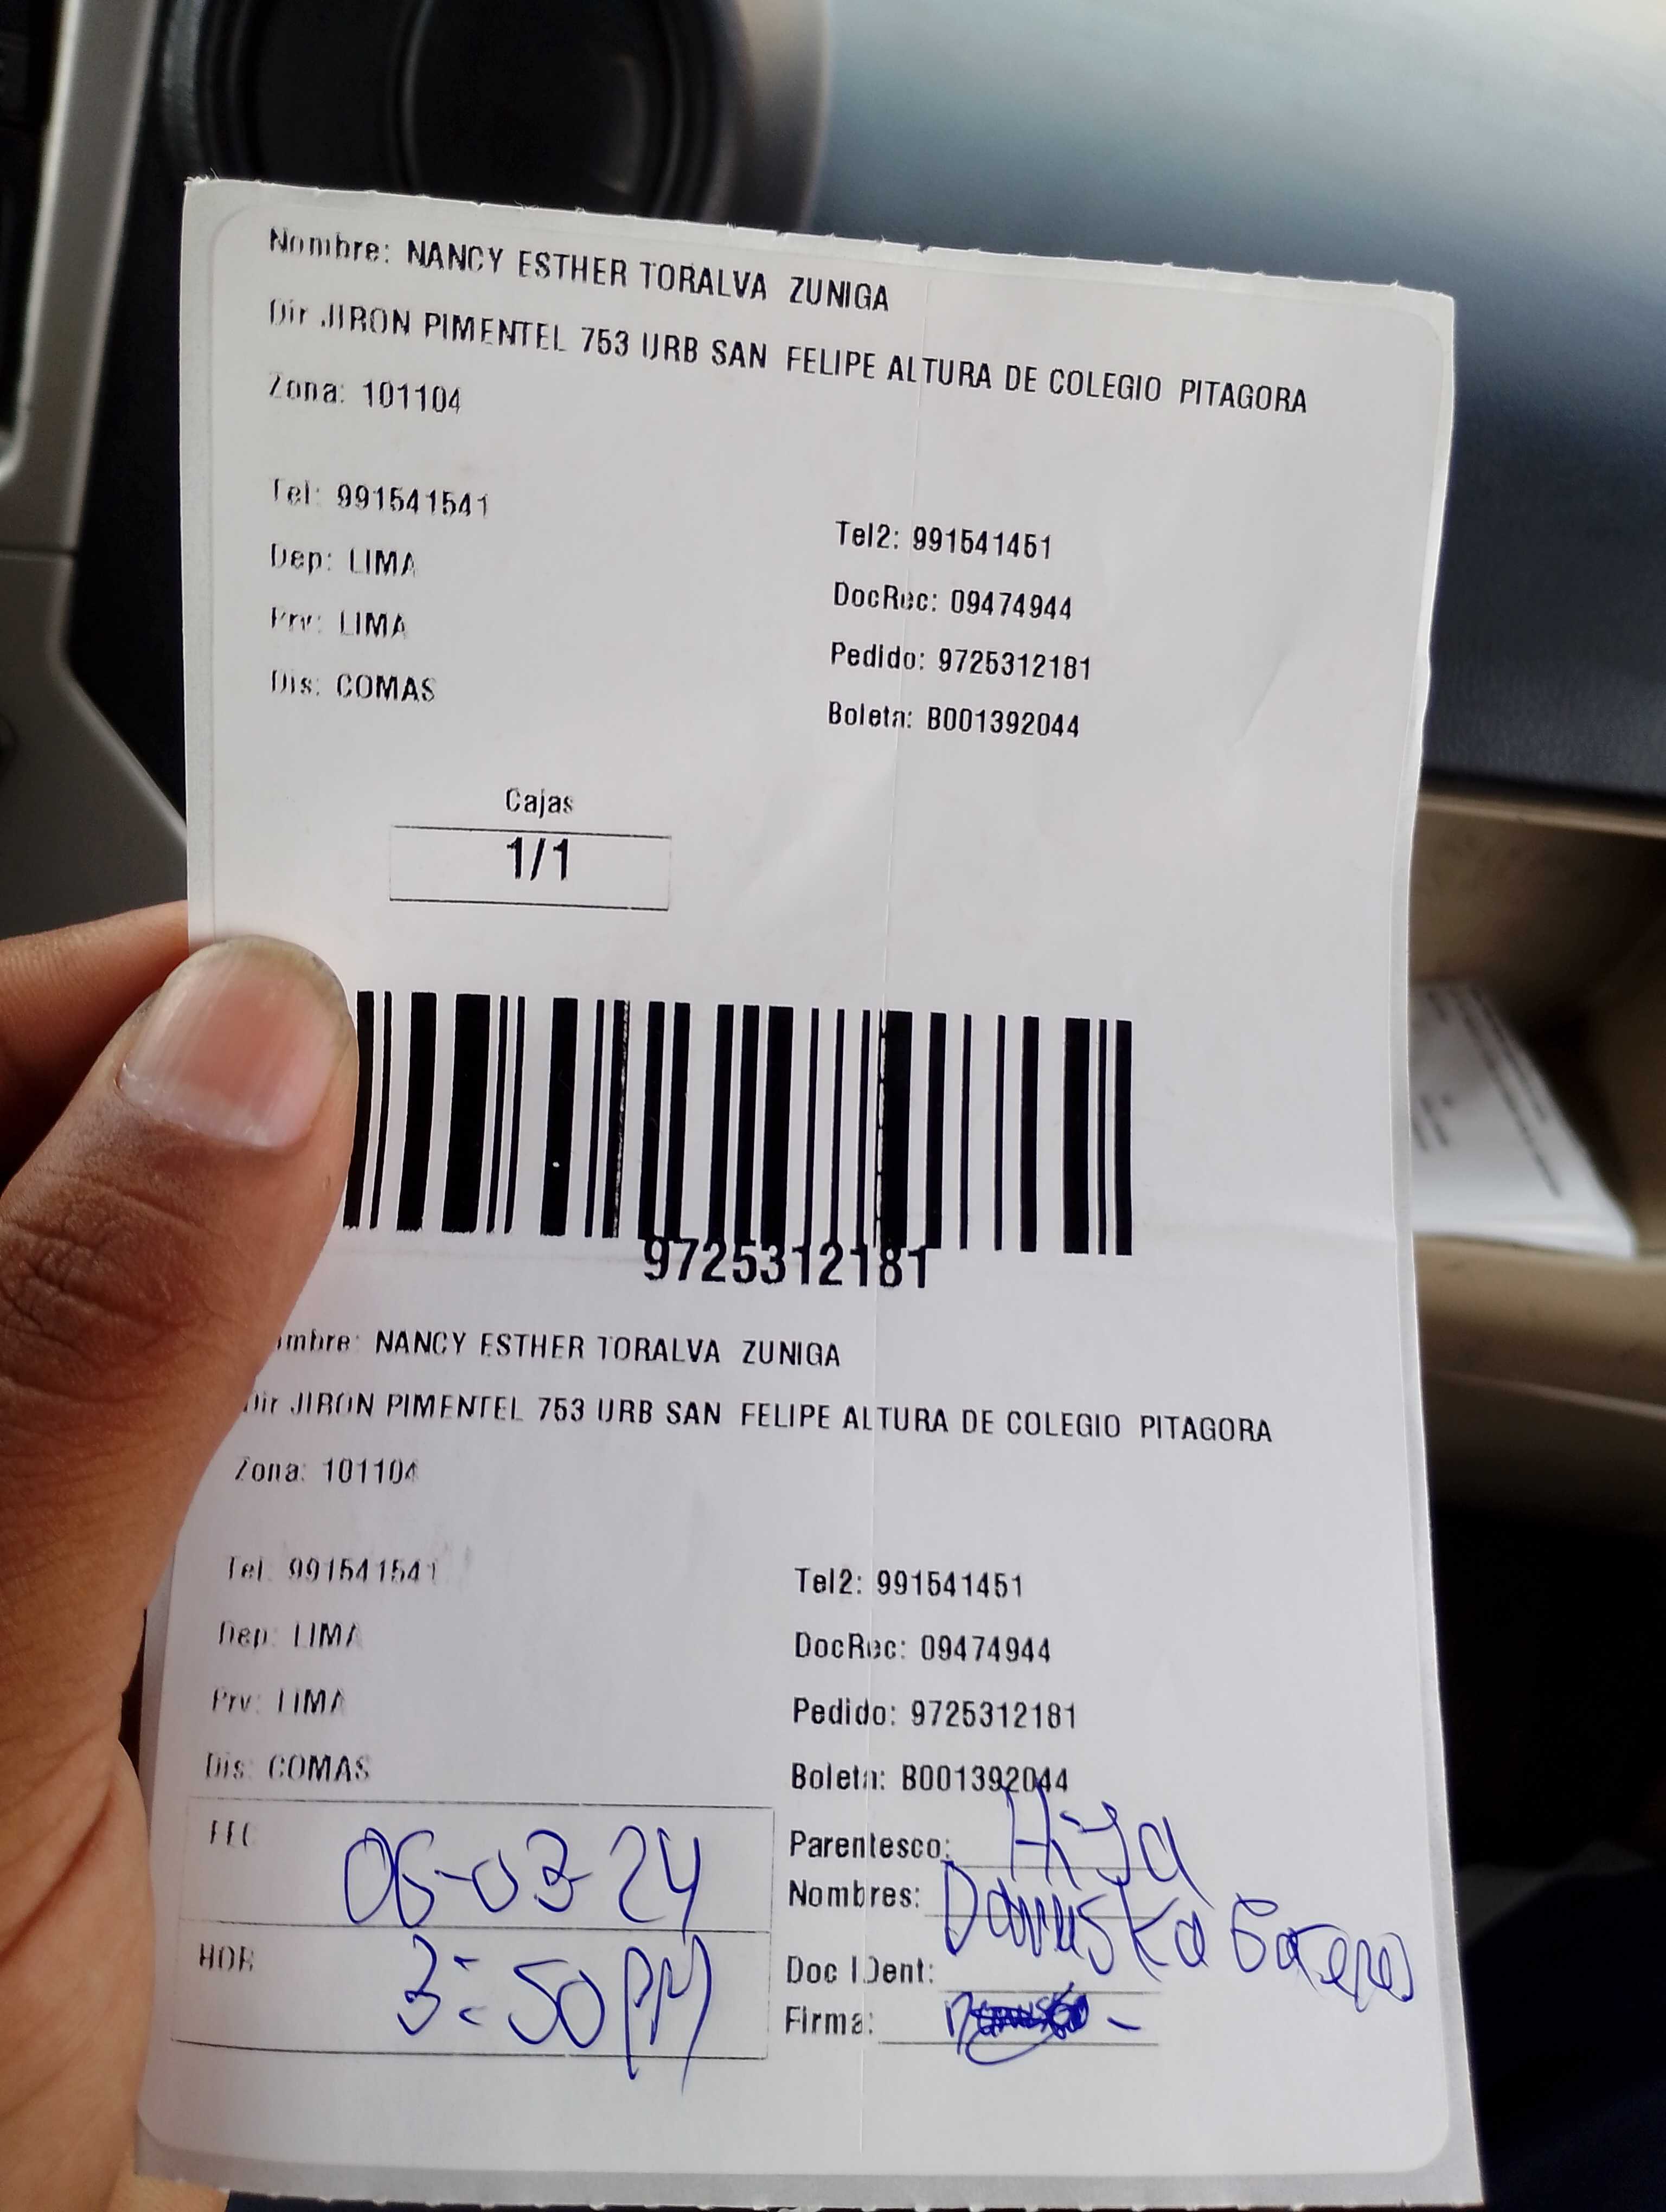 Nombre: NANCY ESTHER TORALVA ZUNIGA
Dir JIRON PIMENTEL 753 URB SAN FELIPE ALTURA DE COLEGIO PITAGORA
Zona: 101104
Tel: 991541541 Tel2: 991541451
Dep: LIMA DocRec: 09474944
Prv: LIMA Pedido: 9725312181
Dis: COMAS Boleta: B001392044
Cajas
1/1
9725312181
mbre: NANCY ESTHER TORALVA ZUNIGA
Dir JIRON PIMENTEL 753 URB SAN FELIPE ALTURA DE COLEGIO PITAGORA
Zona: 101104
Tel: 991541541 Tel2: 991541451
Dep: LIMA DocRec: 09474944
Prv: LIMA Pedido: 9725312181
Dis: COMAS Boleta: B001392044
FEC 06-03-24 Parentesco: Hija
Nombres: Danuska
HOR 3:50 PM Doc IDent:
Firma: